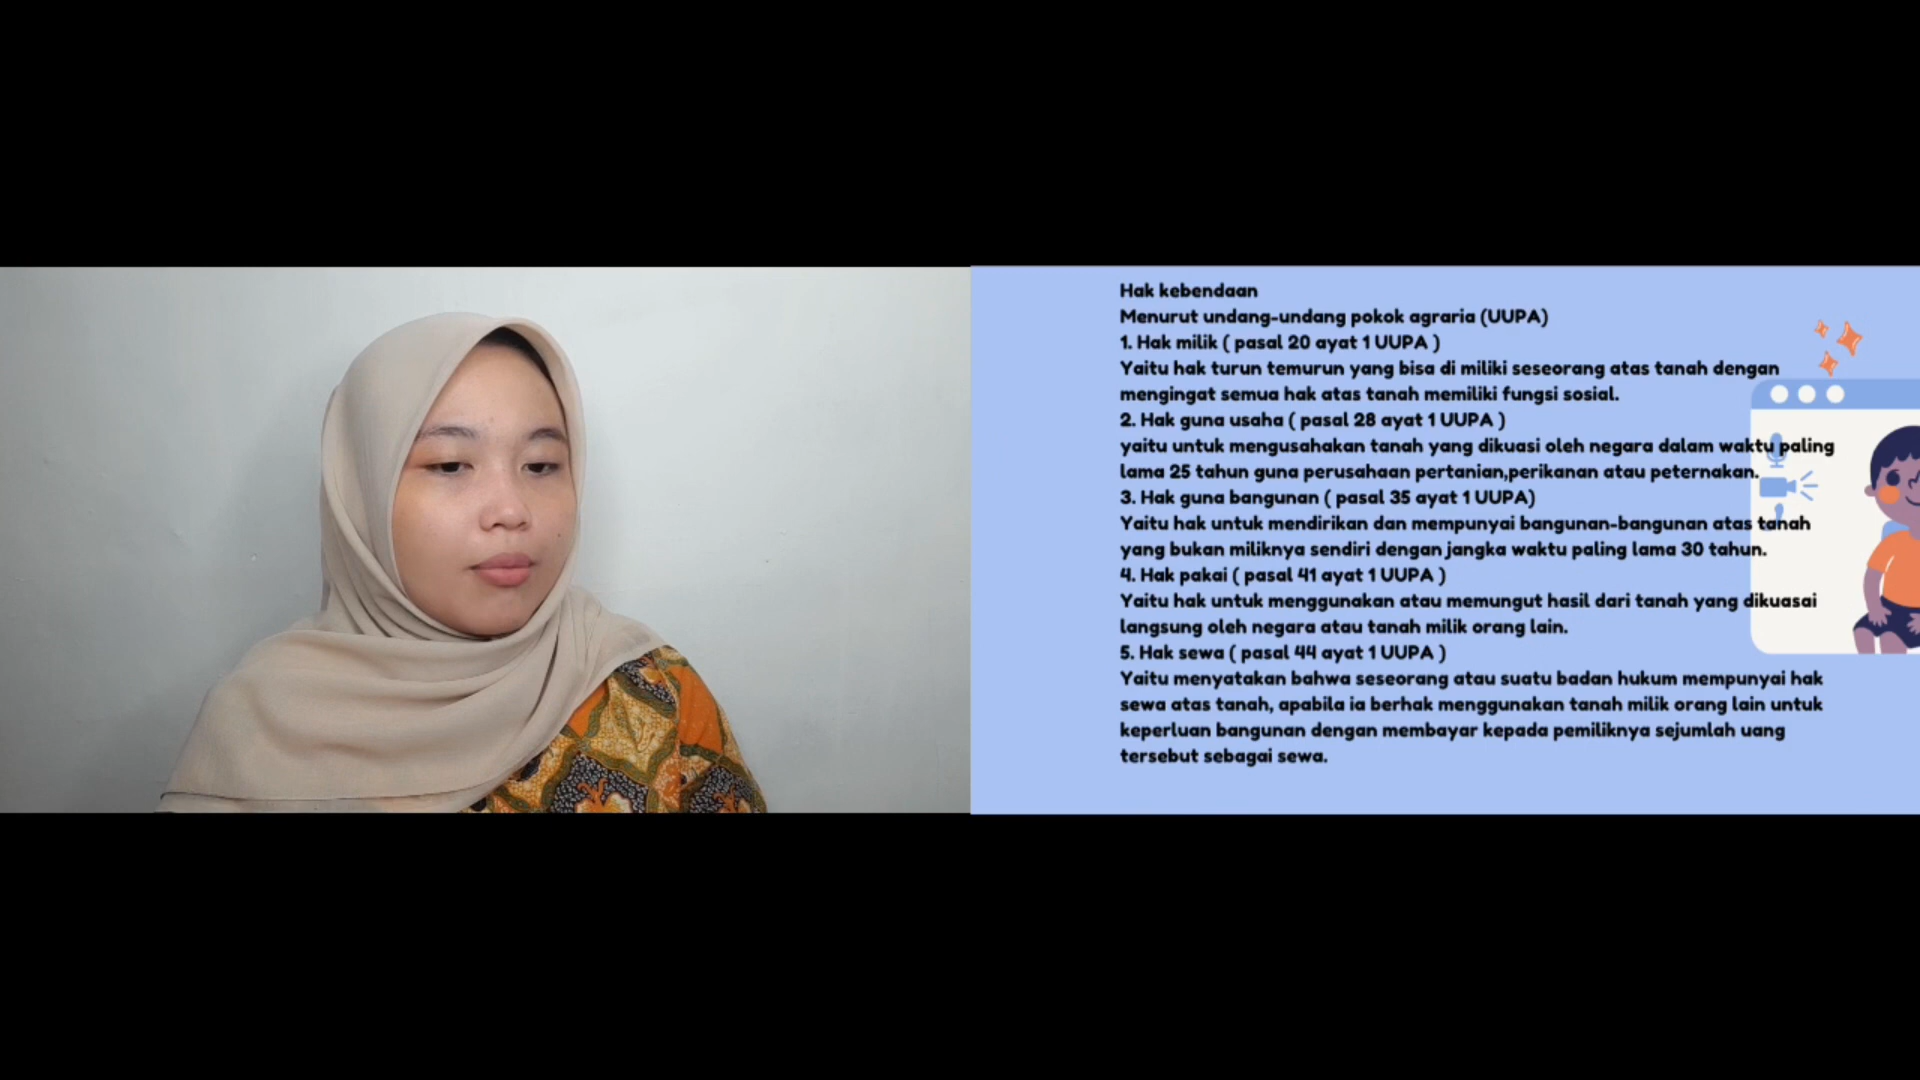 Hak kebendaan
Menurut undang-undang pokok agraria (UUPA)
1. Hak milik ( pasal 20 ayat 1 UUPA )
Yaitu hak turun temurun yang bisa di miliki seseorang atas tanah dengan
mengingat semua hak atas tanah memiliki fungsi sosial.
2. Hak guna usaha ( pasal 28 ayat 1 UUPA )
yaitu untuk mengusahakan tanah yang dikuasi oleh negara dalam waktu paling
lama 25 tahun guna perusahaan pertanian,perikanan atau peternakan.
3. Hak guna bangunan ( pasal 35 ayat 1 UUPA)
Yaitu hak untuk mendirikan dan mempunyai bangunan-bangunan atas tanah
yang bukan miliknya sendiri dengan jangka waktu paling lama 30 tahun.
4. Hak pakai ( pasal 41 ayat 1 UUPA )
Yaitu hak untuk menggunakan atau memungut hasil dari tanah yang dikuasai
langsung oleh negara atau tanah milik orang lain.
5. Hak sewa ( pasal 44 ayat 1 UUPA )
Yaitu menyatakan bahwa seseorang atau suatu badan hukum mempunyai hak
sewa atas tanah, apabila ia berhak menggunakan tanah milik orang lain untuk
keperluan bangunan dengan membayar kepada pemiliknya sejumlah uang
tersebut sebagai sewa.